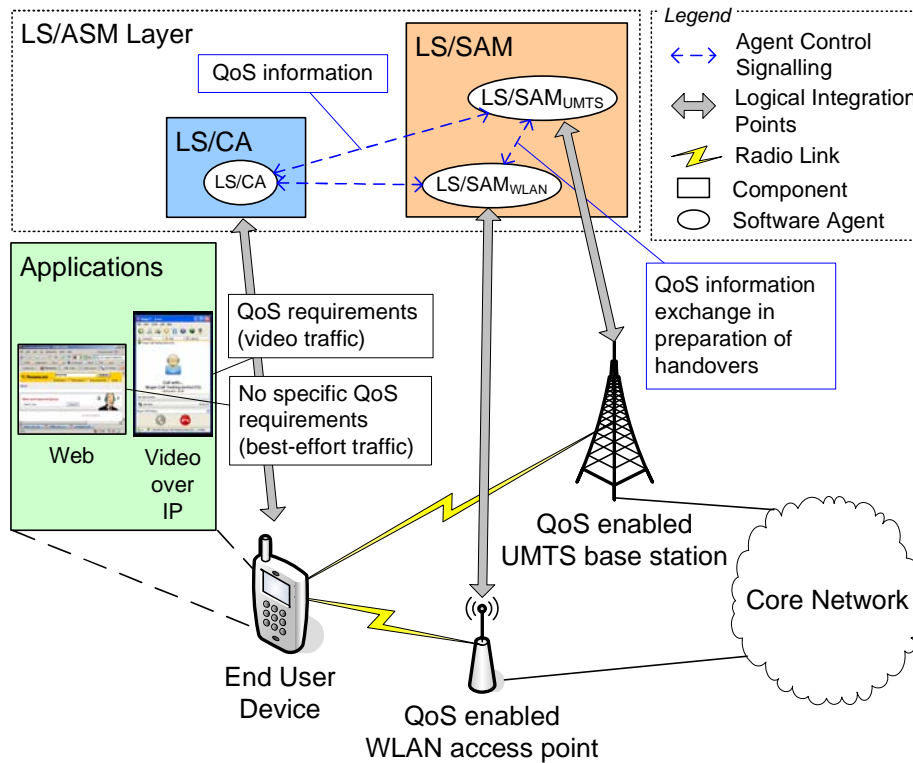 LS/ASM Layer
QoS information
LS/CA
LS/CA
LS/SAM
LS/SAMUMTS
LS/SAMWLAN
Legend
Agent Control
Signalling
Logical Integration
Points
Radio Link
Component
Software Agent
Applications
Web
Video
over
IP
QoS requirements
(video traffic)
No specific QoS
requirements
(best-effort traffic)
QoS information
exchange in
preparation of
handovers
QoS enabled
UMTS base station
Core Network
End User
Device
QoS enabled
WLAN access point